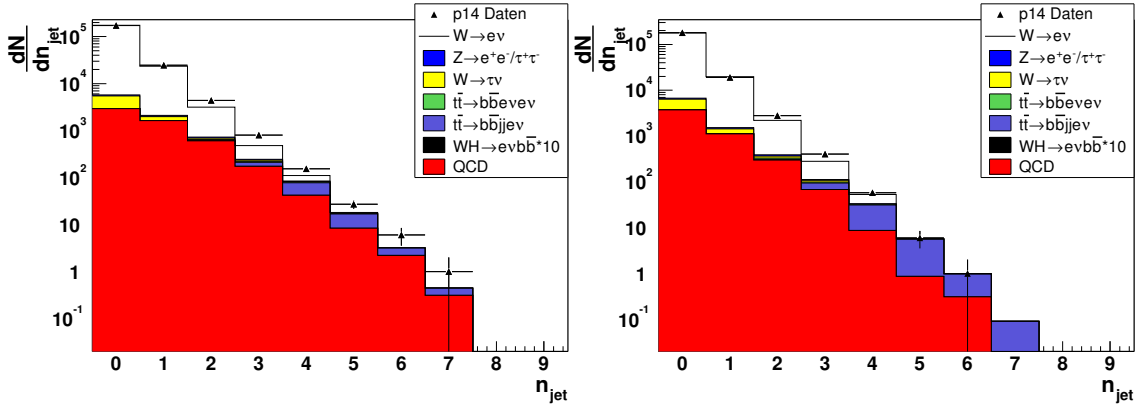 dN
dn_jet
10^5
10^4
10^3
10^2
10
1
10^-1
0 1 2 3 4 5 6 7 8 9
n_jet
p14 Daten
W→eν
Z→e⁺e⁻/τ⁺τ⁻
W→τν
tt̄→bb̄eνeν
tt̄→bb̄jjeν
WH→eνbb̄*10
QCD
dN
dn_jet
10^5
10^4
10^3
10^2
10
1
10^-1
0 1 2 3 4 5 6 7 8 9
n_jet
p14 Daten
W→eν
Z→e⁺e⁻/τ⁺τ⁻
W→τν
tt̄→bb̄eνeν
tt̄→bb̄jjeν
WH→eνbb̄*10
QCD